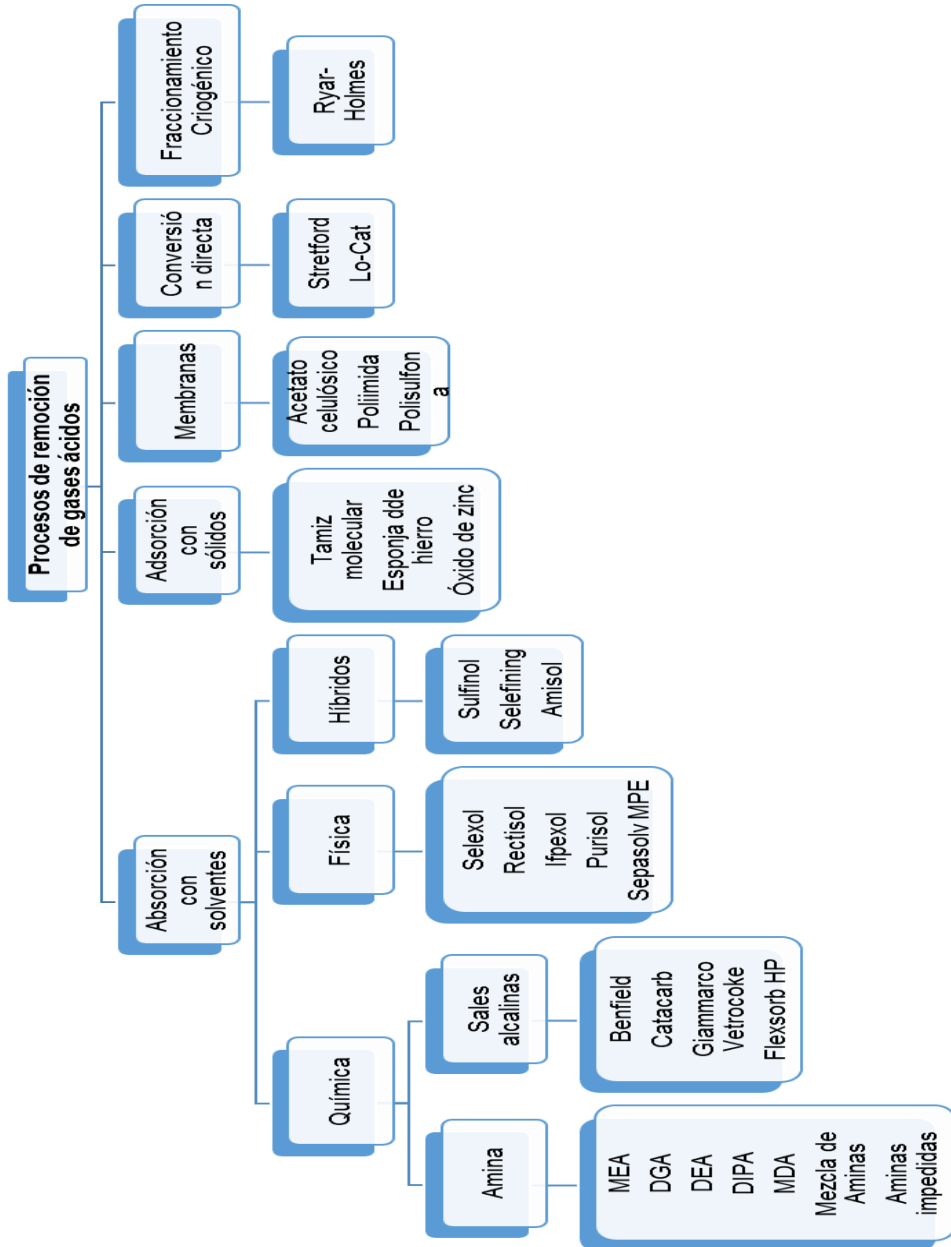 Procesos de remoción
de gases ácidos
Absorción
con
solventes
Química
Amina
MEA
DGA
DEA
DIPA
MDA
Mezcla de
Aminas
Aminas
impedidas
Sales
alcalinas
Benfield
Catacarb
Giammarco
Vetrocoke
Flexsorb HP
Física
Selexol
Rectisol
Ifpexol
Purisol
Sepasolv MPE
Híbridos
Sulfinol
Selefining
Amisol
Adsorción
con
sólidos
Tamiz
molecular
Esponja dde
hierro
Óxido de zinc
Membranas
Acetato
celulósico
Poliimida
Polisulfon
a
Conversió
n directa
Stretford
Lo-Cat
Fraccionamiento
Criogénico
Ryar-
Holmes